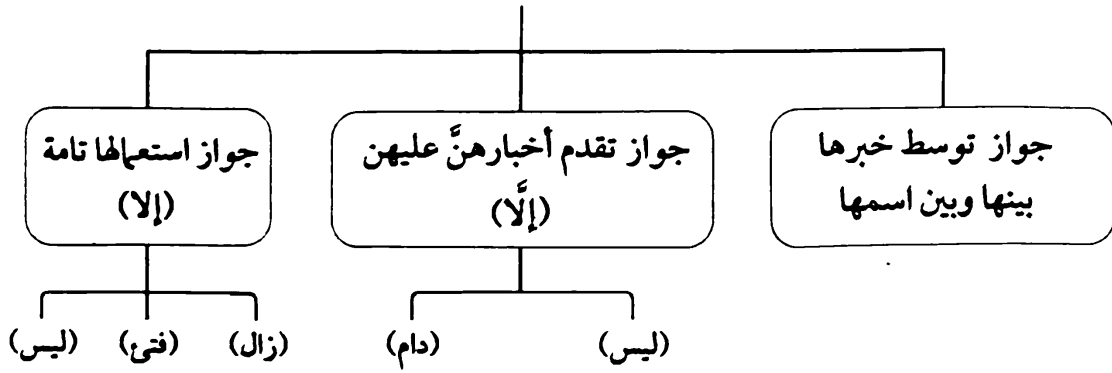 جواز توسط خبرها
بينها وبين اسمها
جواز تقدم أخبارهنَّ عليهن
(إلَّا)
جواز استعمالها تامة
(إلا)
(ليس)
(دام)
(زال)
(فتئ)
(ليس)